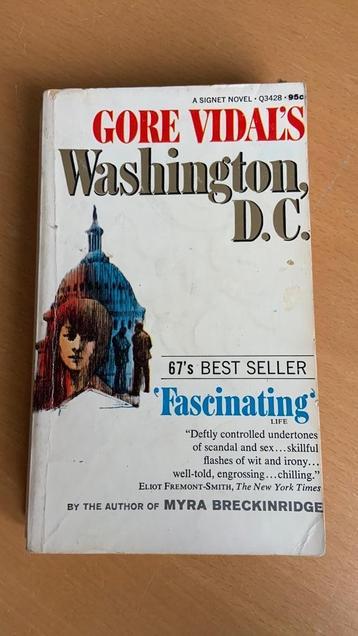 A SIGNET NOVEL • Q3428 • 95c
GORE VIDAL'S
Washington,
D.C.
67's BEST SELLER
'Fascinating'
LIFE
"Deftly controlled undertones
of scandal and sex...skillful
flashes of wit and irony...
well-told, engrossing...chilling."
ELIOT FREMONT-SMITH, The New York Times
BY THE AUTHOR OF MYRA BRECKINRIDGE